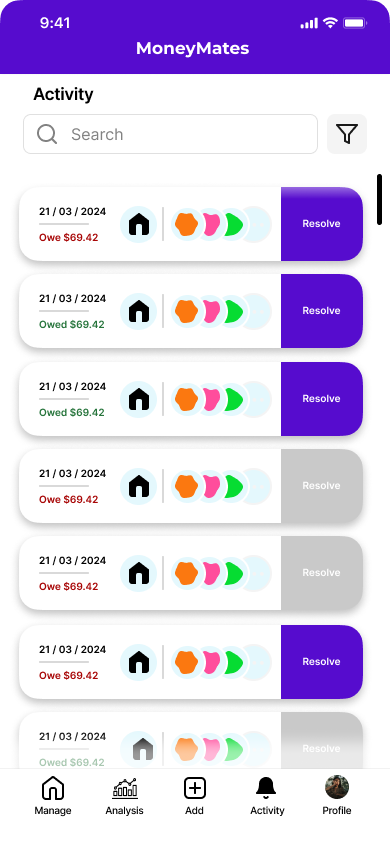 9:41
MoneyMates
Activity
Search
21 / 03 / 2024
Owe $69.42
Resolve
21 / 03 / 2024
Owed $69.42
Resolve
21 / 03 / 2024
Owed $69.42
Resolve
21 / 03 / 2024
Owe $69.42
Resolve
21 / 03 / 2024
Owe $69.42
Resolve
21 / 03 / 2024
Owe $69.42
Resolve
21 / 03 / 2024
Owed $69.42
Resolve
Manage Analysis Add Activity Profile